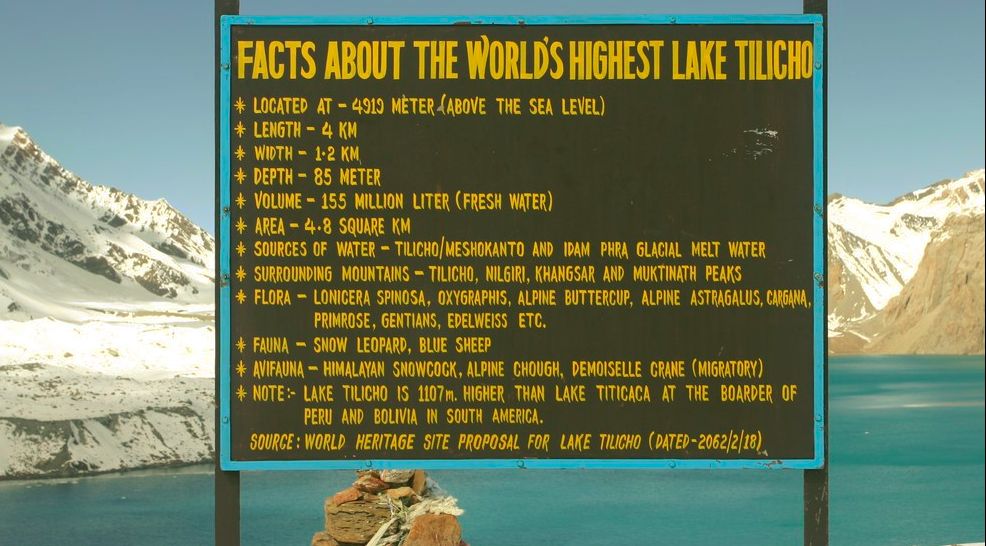 FACTS ABOUT THE WORLD'S HIGHEST LAKE TILICHO
* LOCATED AT - 4919 METER (ABOVE THE SEA LEVEL)
* LENGTH - 4 KM
* WIDTH - 1.2 KM
* DEPTH - 85 METER
* VOLUME - 155 MILLION LITER (FRESH WATER)
* AREA - 4.8 SQUARE KM
* SOURCES OF WATER - TILICHO/MESHOKANTO AND IDAM PHRA GLACIAL MELT WATER
* SURROUNDING MOUNTAINS - TILICHO, NILGIRI, KHANGSAR AND MUKTINATH PEAKS
* FLORA - LONICERA SPINOSA, OXYGRAPHIS, ALPINE BUTTERCUP, ALPINE ASTRAGALUS, CARGANA,
PRIMROSE, GENTIANS, EDELWEISS ETC.
* FAUNA - SNOW LEOPARD, BLUE SHEEP
* AVIFAUNA - HIMALAYAN SNOWCOCK, ALPINE CHOUGH, DEMOISELLE CRANE (MIGRATORY)
* NOTE:- LAKE TILICHO IS 1107m. HIGHER THAN LAKE TITICACA AT THE BOARDER OF
PERU AND BOLIVIA IN SOUTH AMERICA.
SOURCE: WORLD HERITAGE SITE PROPOSAL FOR LAKE TILICHO (DATED-2062/2/18)